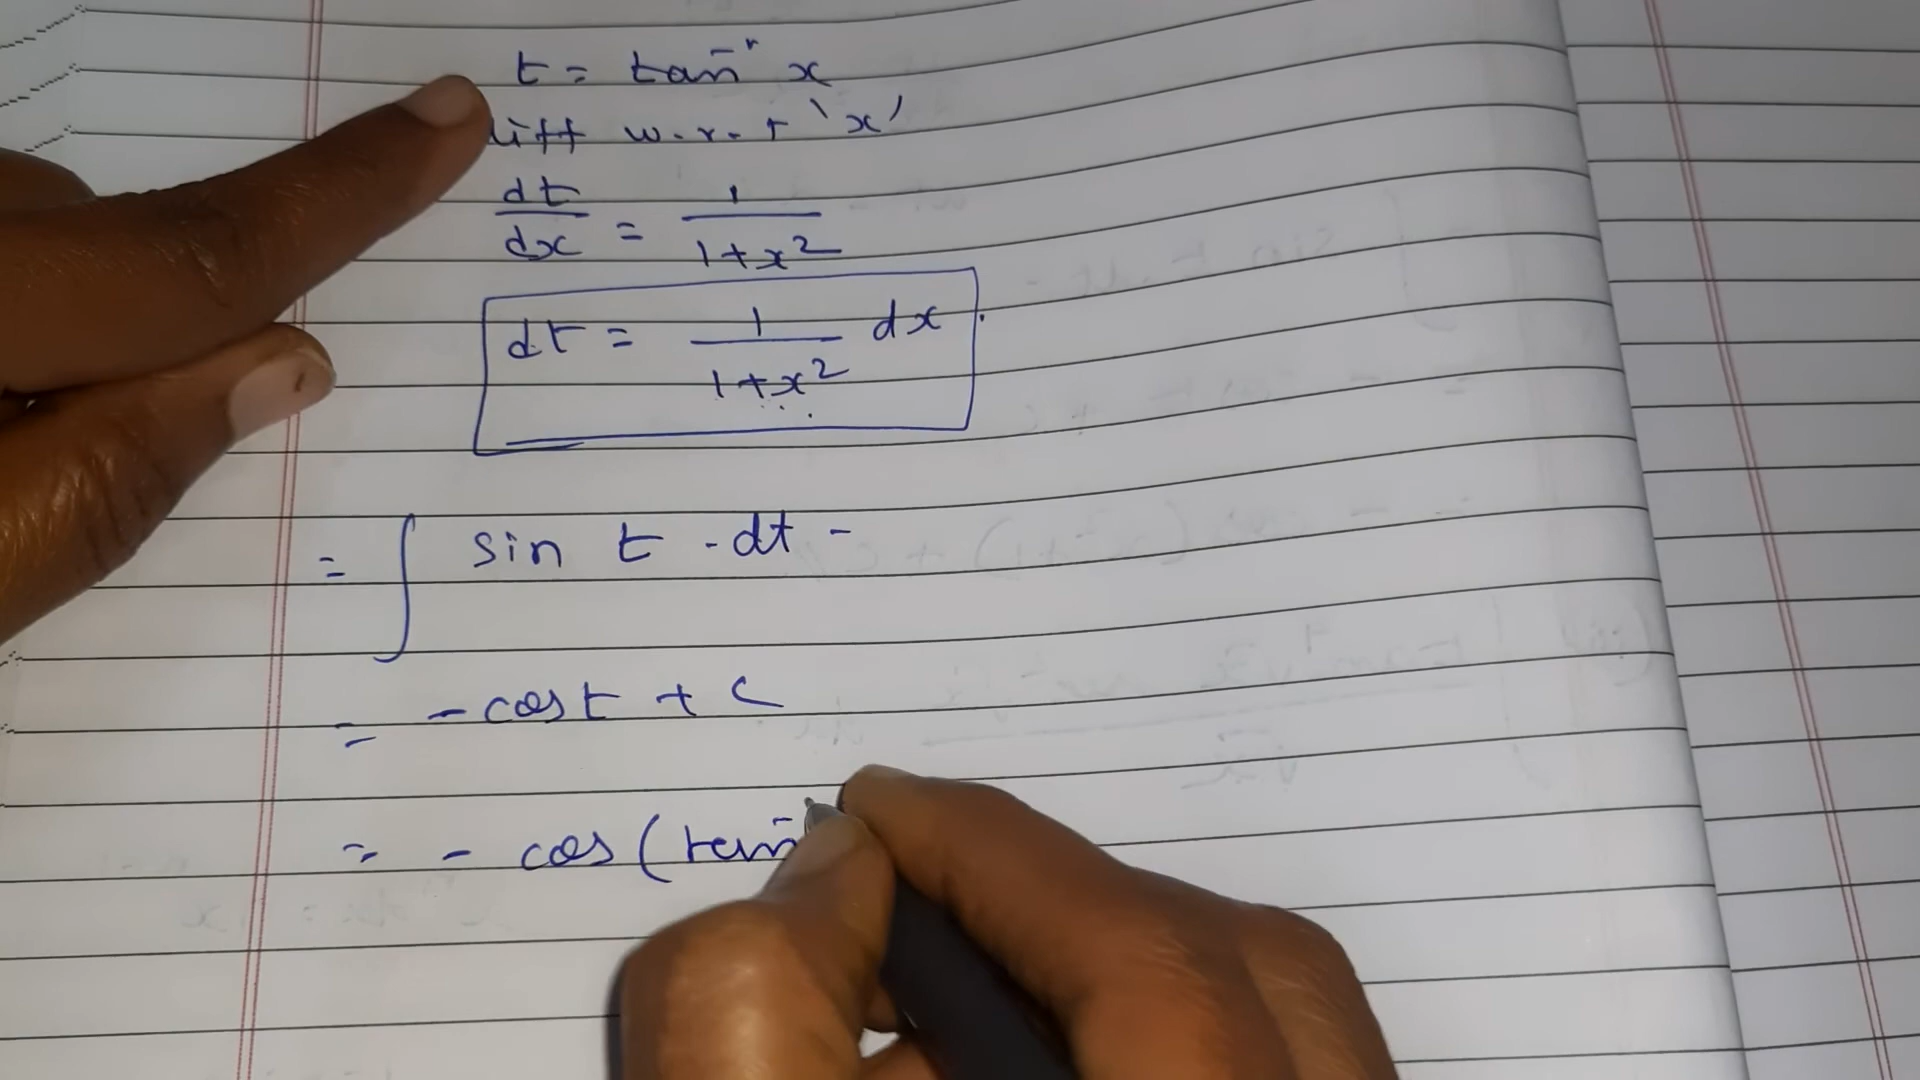 t = tan⁻¹ x
diff w.r.t 'x'
dt/dx = 1/(1+x²)
dt = 1/(1+x²) dx.
= ∫ sin t . dt -
= - cos t + c
= - cos (tan⁻